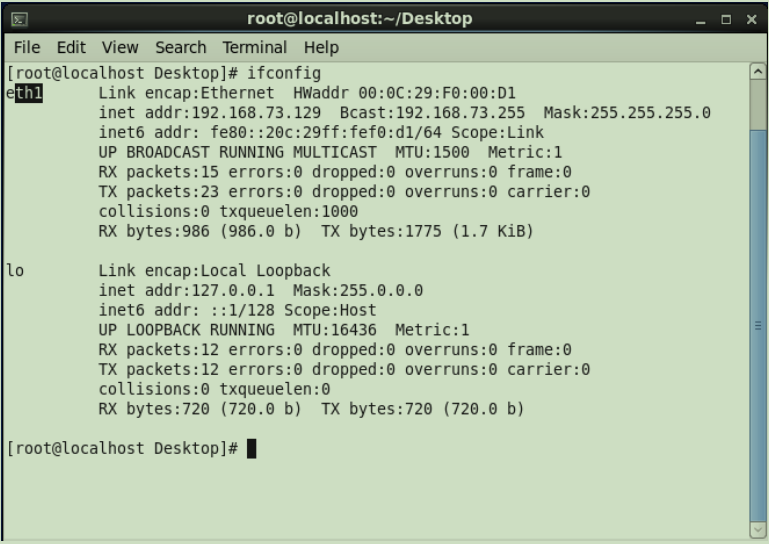 root@localhost:~/Desktop
File Edit View Search Terminal Help
[root@localhost Desktop]# ifconfig
eth1      Link encap:Ethernet  HWaddr 00:0C:29:F0:00:D1
          inet addr:192.168.73.129  Bcast:192.168.73.255  Mask:255.255.255.0
          inet6 addr: fe80::20c:29ff:fef0:d1/64 Scope:Link
          UP BROADCAST RUNNING MULTICAST  MTU:1500  Metric:1
          RX packets:15 errors:0 dropped:0 overruns:0 frame:0
          TX packets:23 errors:0 dropped:0 overruns:0 carrier:0
          collisions:0 txqueuelen:1000
          RX bytes:986 (986.0 b)  TX bytes:1775 (1.7 KiB)
lo        Link encap:Local Loopback
          inet addr:127.0.0.1  Mask:255.0.0.0
          inet6 addr: ::1/128 Scope:Host
          UP LOOPBACK RUNNING  MTU:16436  Metric:1
          RX packets:12 errors:0 dropped:0 overruns:0 frame:0
          TX packets:12 errors:0 dropped:0 overruns:0 carrier:0
          collisions:0 txqueuelen:0
          RX bytes:720 (720.0 b)  TX bytes:720 (720.0 b)
[root@localhost Desktop]#